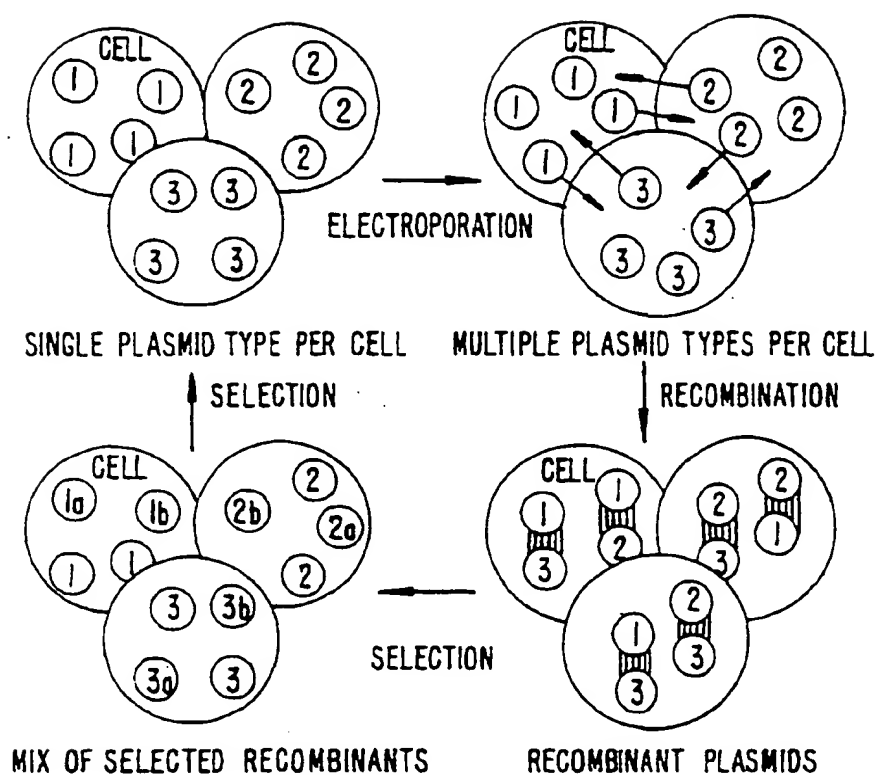 CELL
1 1 1 1
2 2 2 2
3 3 3 3
ELECTROPORATION
CELL
1 1 1 1
2 2 2 2
3 3 3 3
SINGLE PLASMID TYPE PER CELL
MULTIPLE PLASMID TYPES PER CELL
SELECTION
RECOMBINATION
CELL
1a 1b 1 1
2 2b 2a 2
3 3b 3a 3
SELECTION
CELL
1 3 1 2
2 3 2 1
1 3 2 3
MIX OF SELECTED RECOMBINANTS
RECOMBINANT PLASMIDS